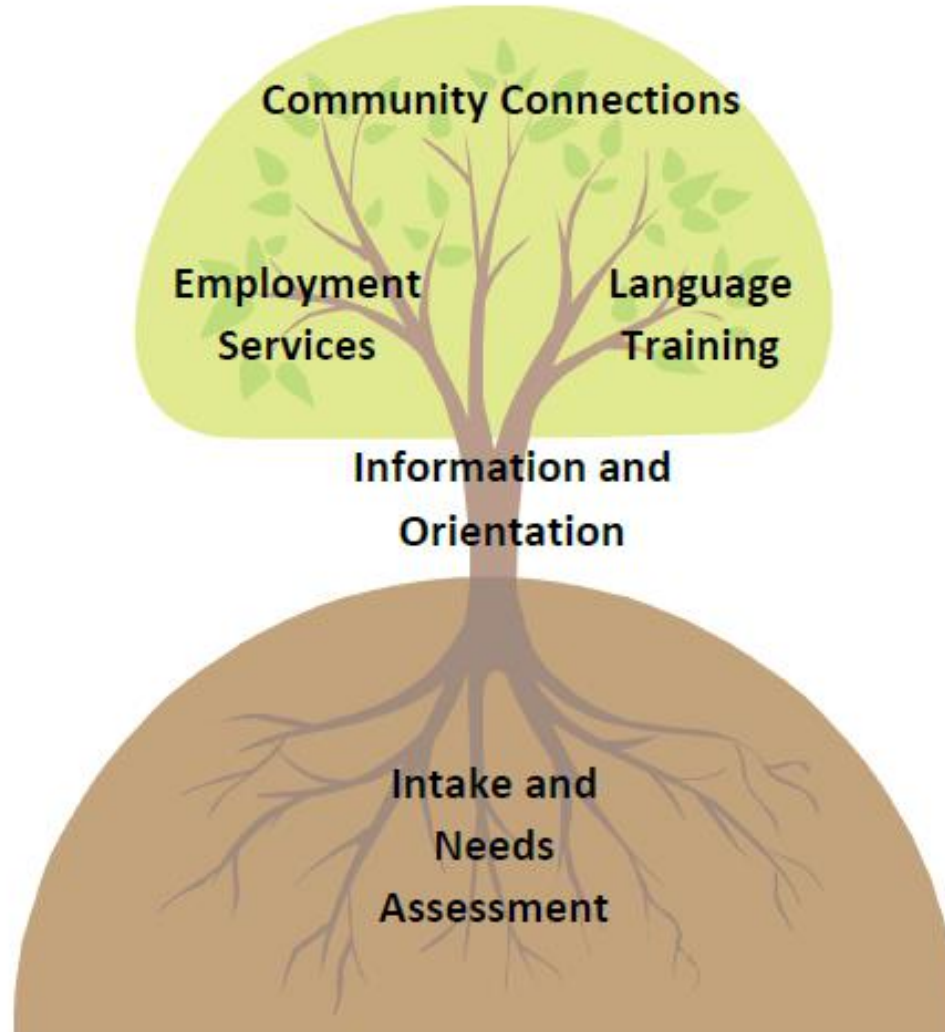 Community Connections
Employment
Services
Language
Training
Information and
Orientation
Intake and
Needs
Assessment